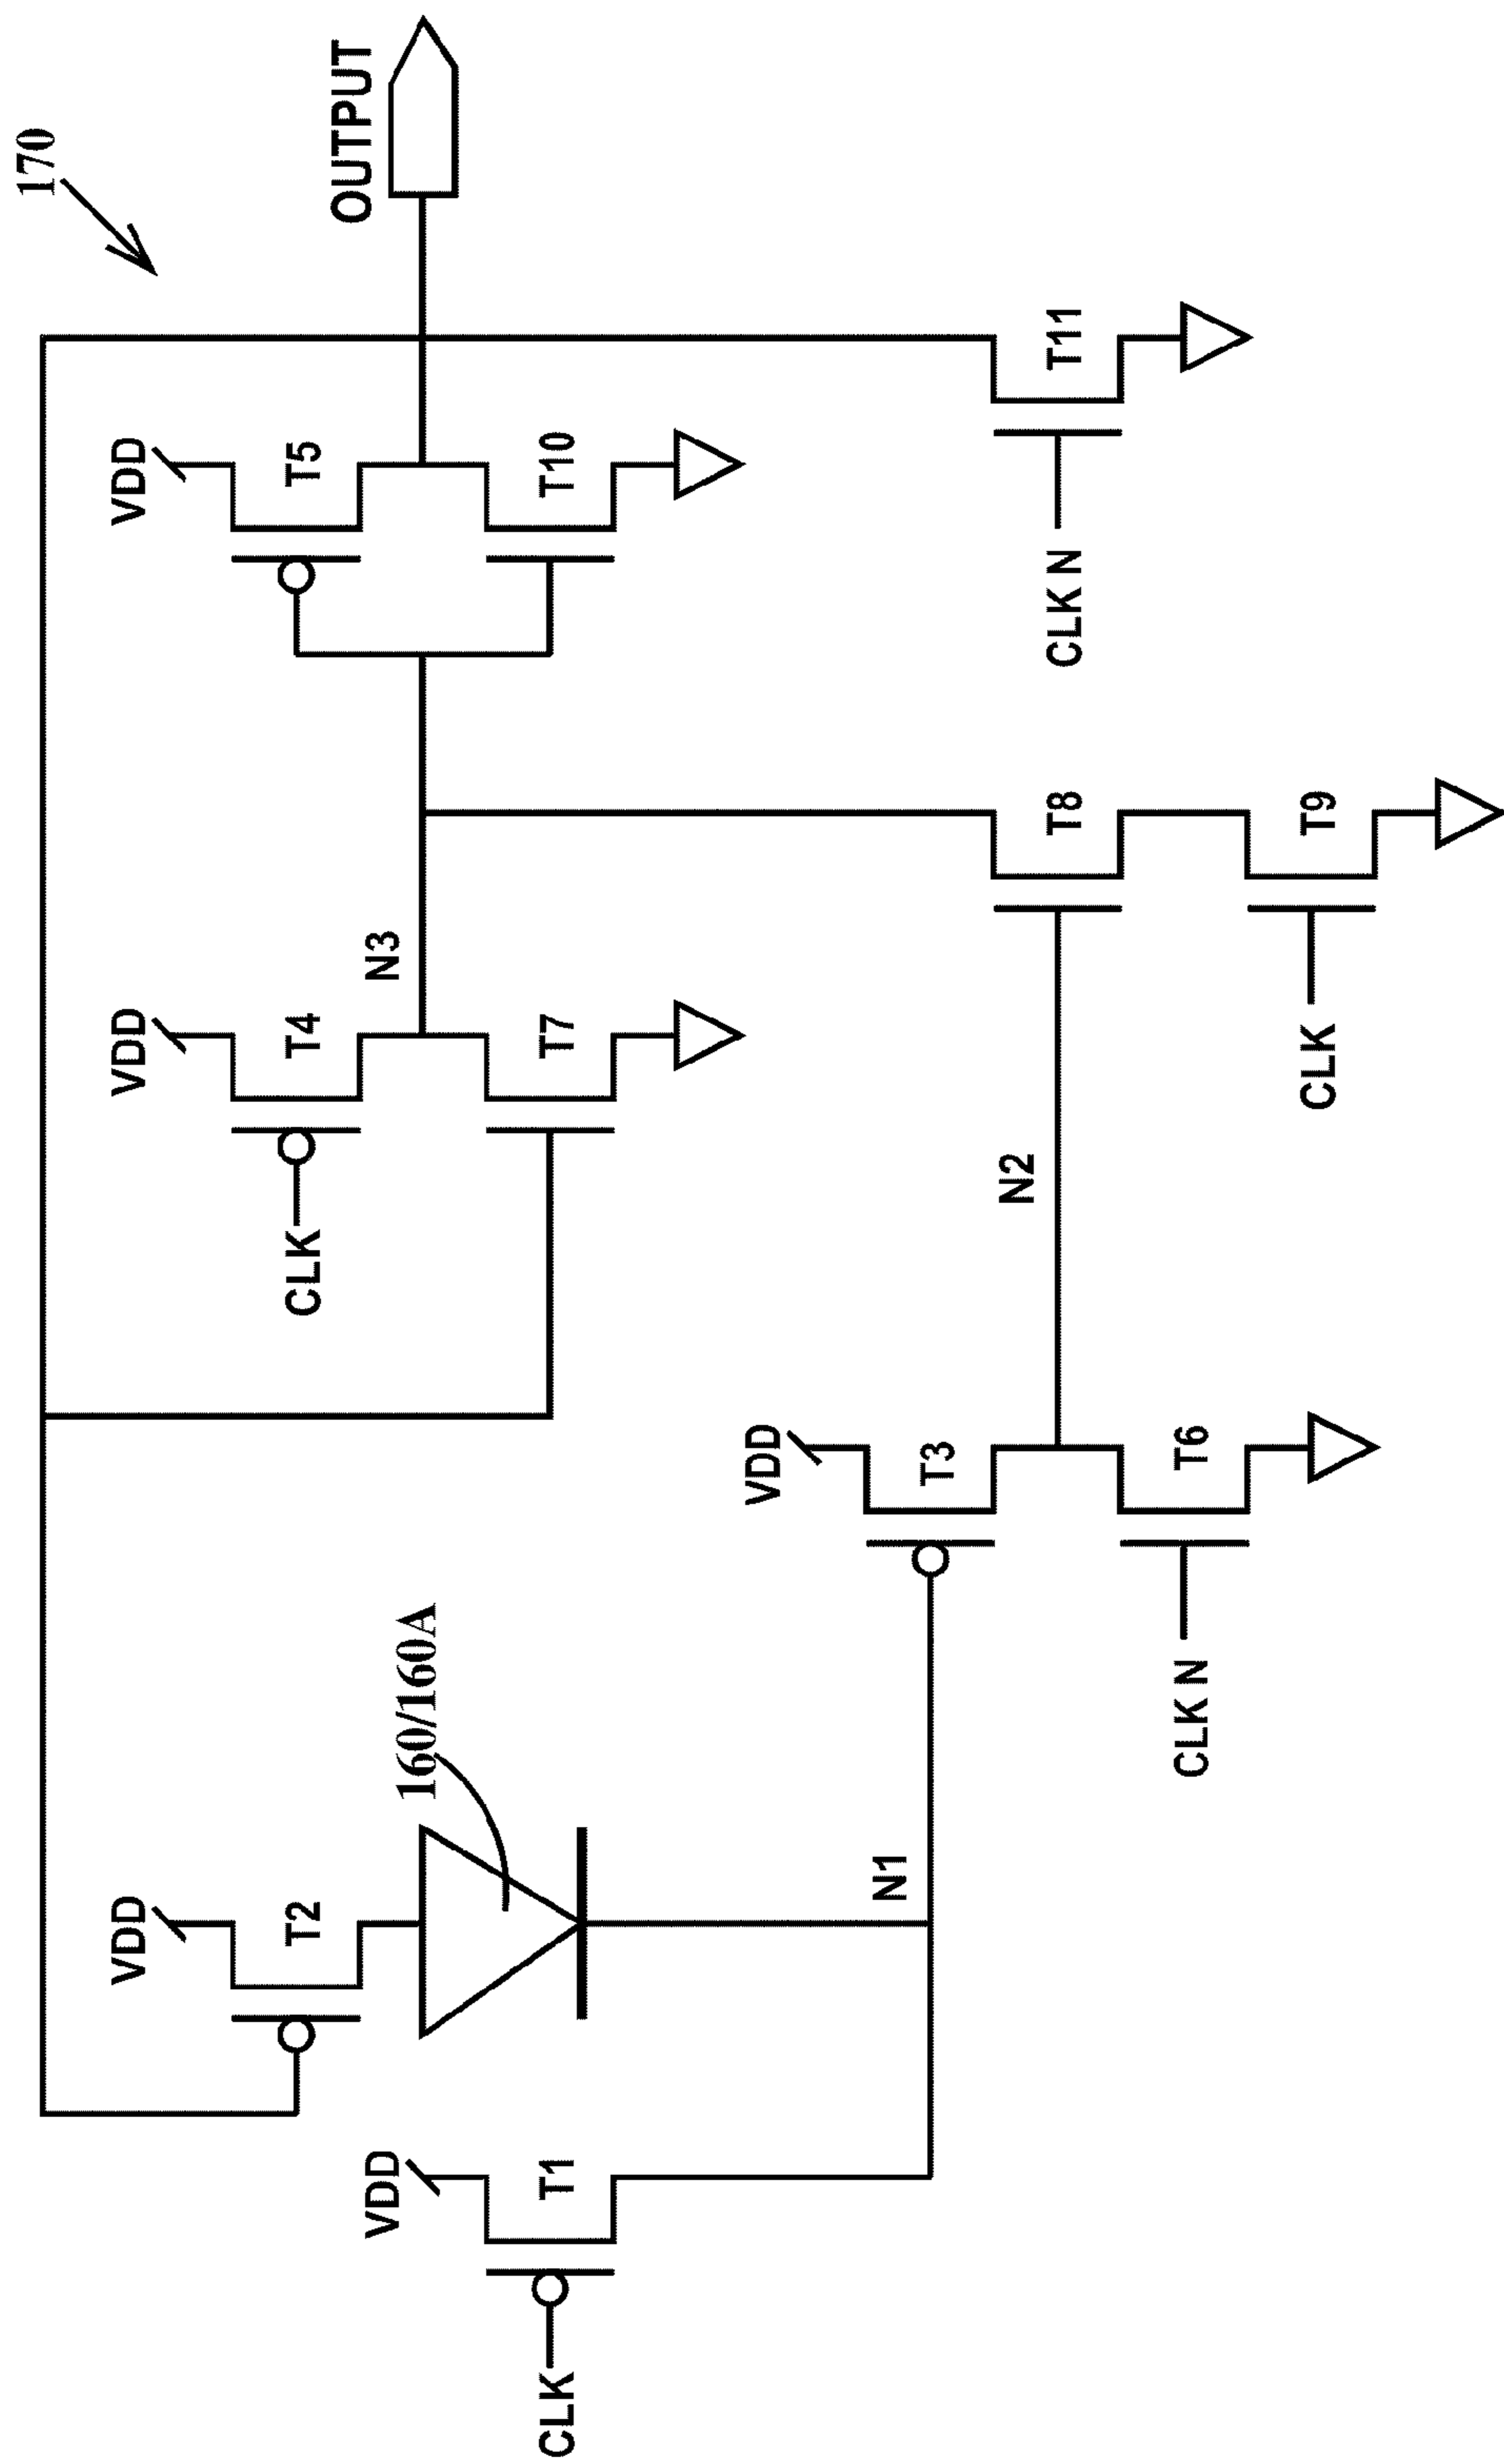 170
OUTPUT
VDD
T5
T10
T11
CLK N
VDD
T4
N3
T7
CLK
T8
T9
CLK
N2
VDD
T2
160/160A
VDD
T3
T6
CLK N
N1
VDD
T1
CLK